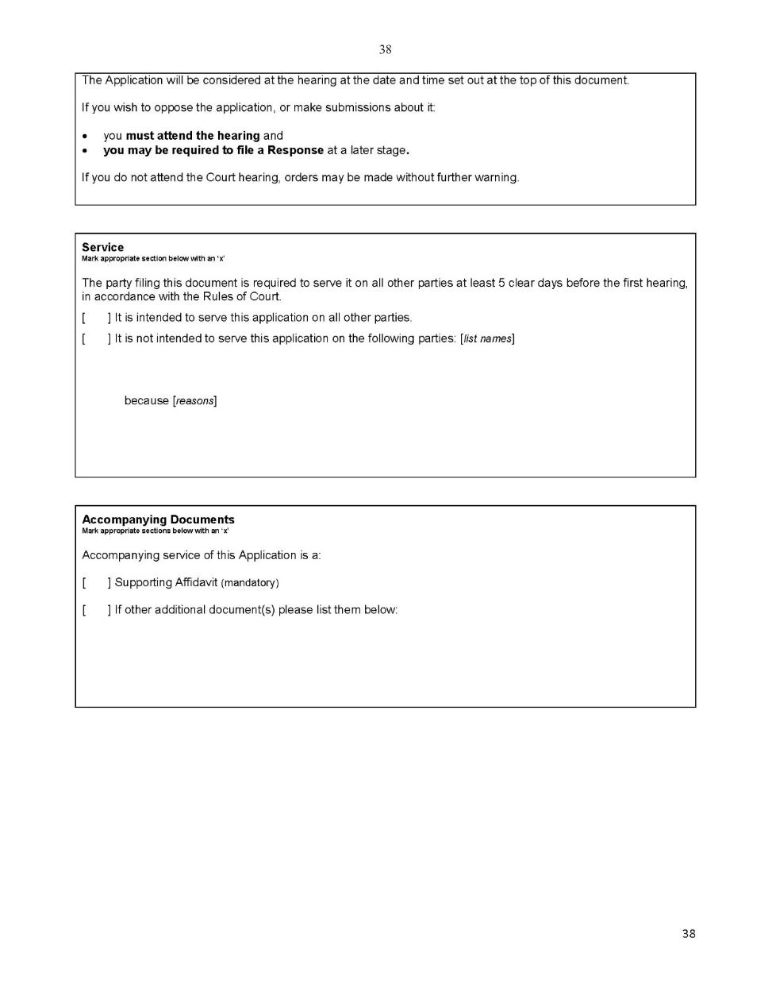 38
The Application will be considered at the hearing at the date and time set out at the top of this document.
If you wish to oppose the application, or make submissions about it:
• you must attend the hearing and
• you may be required to file a Response at a later stage.
If you do not attend the Court hearing, orders may be made without further warning.
Service
Mark appropriate section below with an 'x'
The party filing this document is required to serve it on all other parties at least 5 clear days before the first hearing,
in accordance with the Rules of Court.
[ ] It is intended to serve this application on all other parties.
[ ] It is not intended to serve this application on the following parties: [list names]
because [reasons]
Accompanying Documents
Mark appropriate sections below with an 'x'
Accompanying service of this Application is a:
[ ] Supporting Affidavit (mandatory)
[ ] If other additional document(s) please list them below:
38